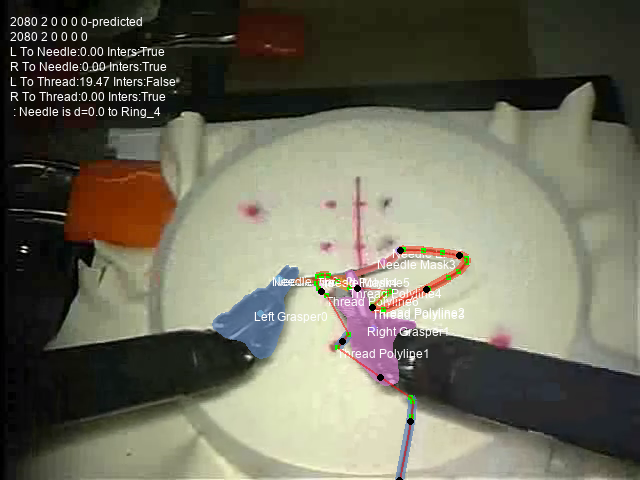 2080 2 0 0 0 0-predicted
2080 2 0 0 0 0
L To Needle:0.00 Inters:True
R To Needle:0.00 Inters:True
L To Thread:19.47 Inters:False
R To Thread:0.00 Inters:True
: Needle is d=0.0 to Ring_4
Needle Mask3
Thread Polyline4
Left Grasper0
Right Grasper1
Thread Polyline1